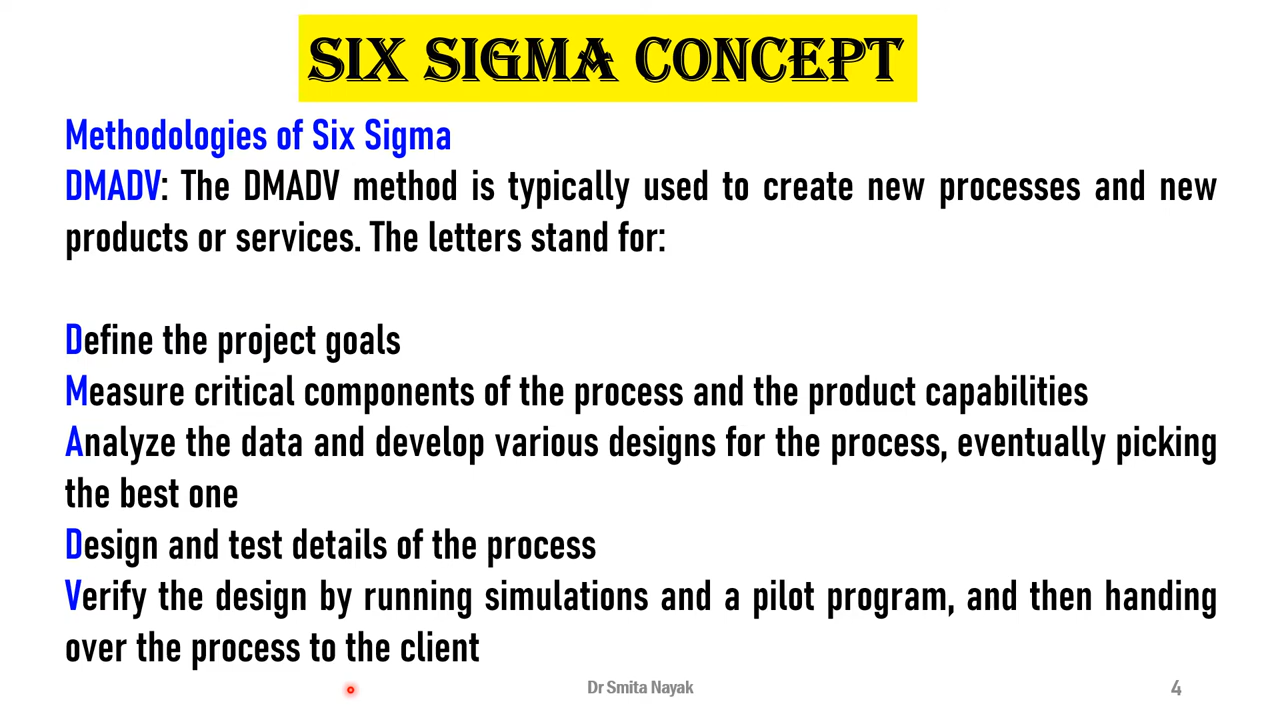 SIX SIGMA CONCEPT
Methodologies of Six Sigma
DMADV: The DMADV method is typically used to create new processes and new
products or services. The letters stand for:
Define the project goals
Measure critical components of the process and the product capabilities
Analyze the data and develop various designs for the process, eventually picking
the best one
Design and test details of the process
Verify the design by running simulations and a pilot program, and then handing
over the process to the client
Dr Smita Nayak
4